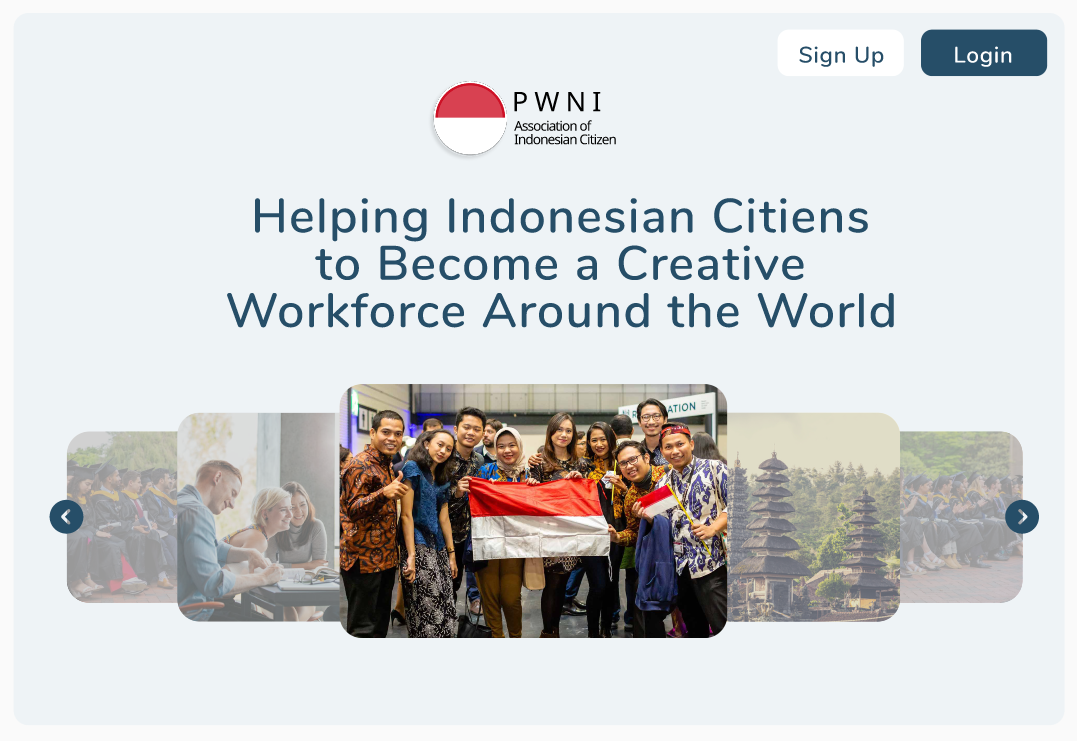 Sign Up
Login
PWNI
Association of
Indonesian Citizen
Helping Indonesian Citiens
to Become a Creative
Workforce Around the World